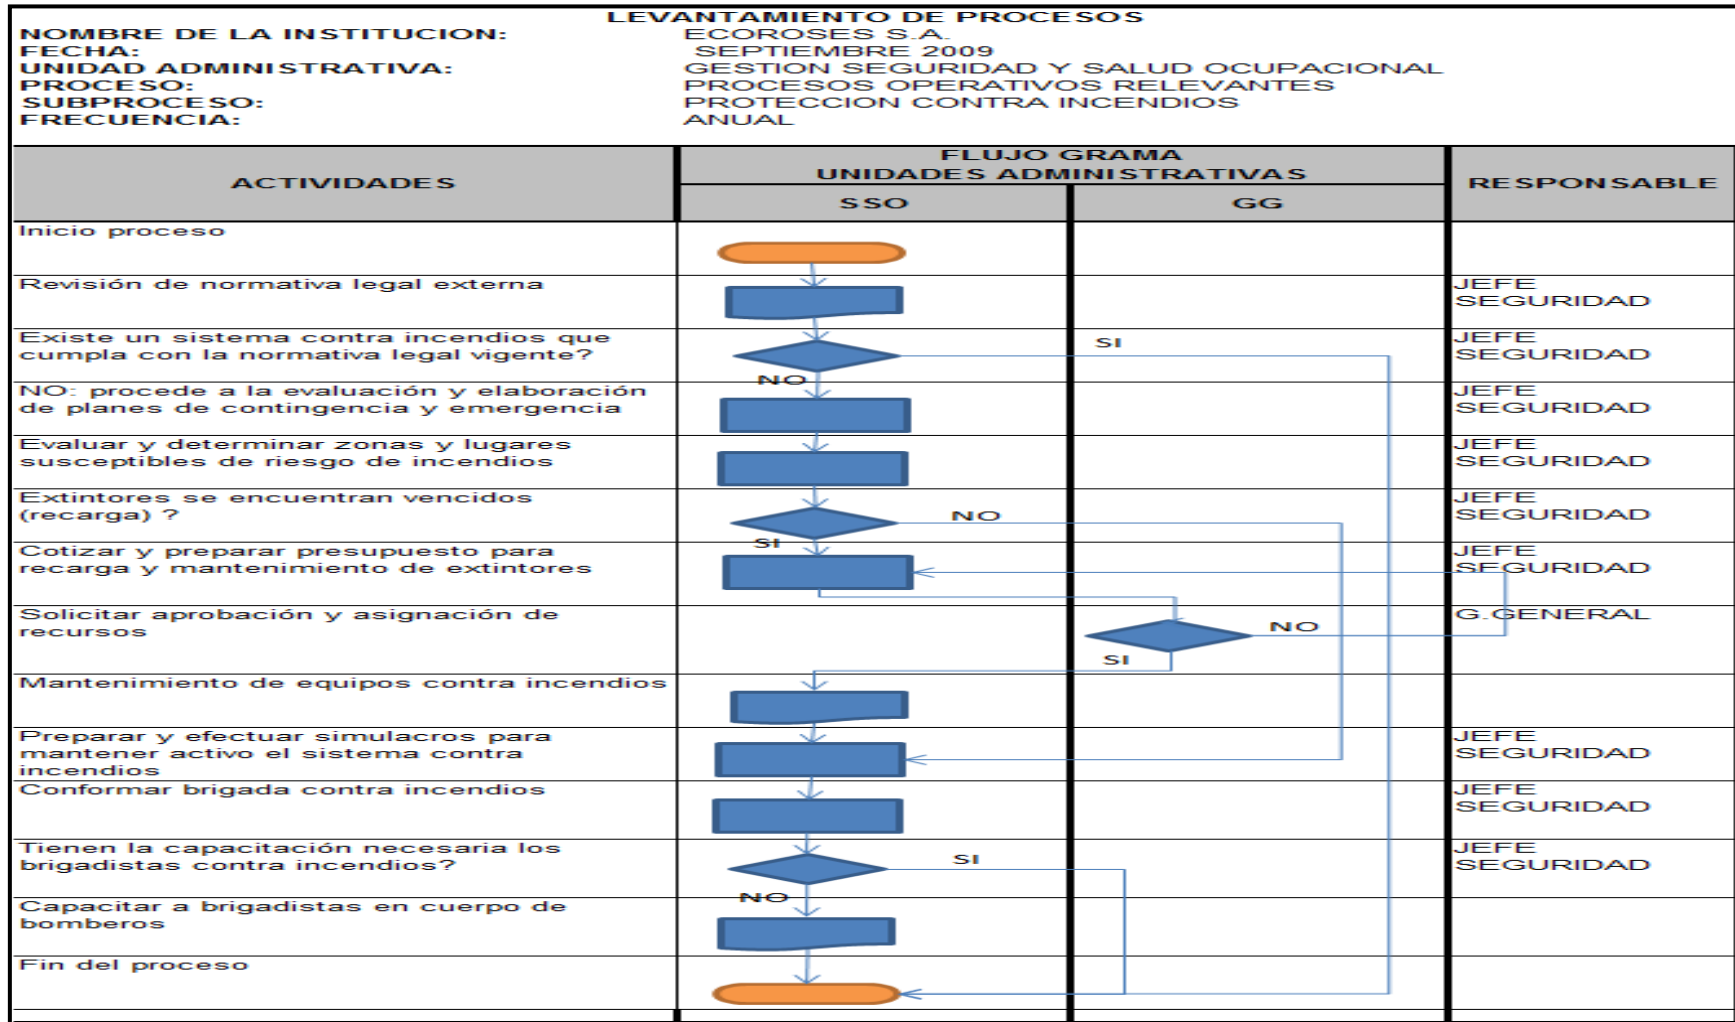 LEVANTAMIENTO DE PROCESOS
NOMBRE DE LA INSTITUCION: ECOROSES S.A.
FECHA: SEPTIEMBRE 2009
UNIDAD ADMINISTRATIVA: GESTION SEGURIDAD Y SALUD OCUPACIONAL
PROCESO: PROCESOS OPERATIVOS RELEVANTES
SUBPROCESO: PROTECCION CONTRA INCENDIOS
FRECUENCIA: ANUAL
ACTIVIDADES
FLUJO GRAMA
UNIDADES ADMINISTRATIVAS
SSO
GG
RESPONSABLE
Inicio proceso
Revisión de normativa legal externa
JEFE
SEGURIDAD
Existe un sistema contra incendios que
cumpla con la normativa legal vigente?
SI
NO
JEFE
SEGURIDAD
NO: procede a la evaluación y elaboración
de planes de contingencia y emergencia
JEFE
SEGURIDAD
Evaluar y determinar zonas y lugares
susceptibles de riesgo de incendios
JEFE
SEGURIDAD
Extintores se encuentran vencidos
(recarga) ?
NO
SI
JEFE
SEGURIDAD
Cotizar y preparar presupuesto para
recarga y mantenimiento de extintores
JEFE
SEGURIDAD
Solicitar aprobación y asignación de
recursos
NO
SI
G.GENERAL
Mantenimiento de equipos contra incendios
Preparar y efectuar simulacros para
mantener activo el sistema contra
incendios
JEFE
SEGURIDAD
Conformar brigada contra incendios
JEFE
SEGURIDAD
Tienen la capacitación necesaria los
brigadistas contra incendios?
SI
NO
JEFE
SEGURIDAD
Capacitar a brigadistas en cuerpo de
bomberos
Fin del proceso